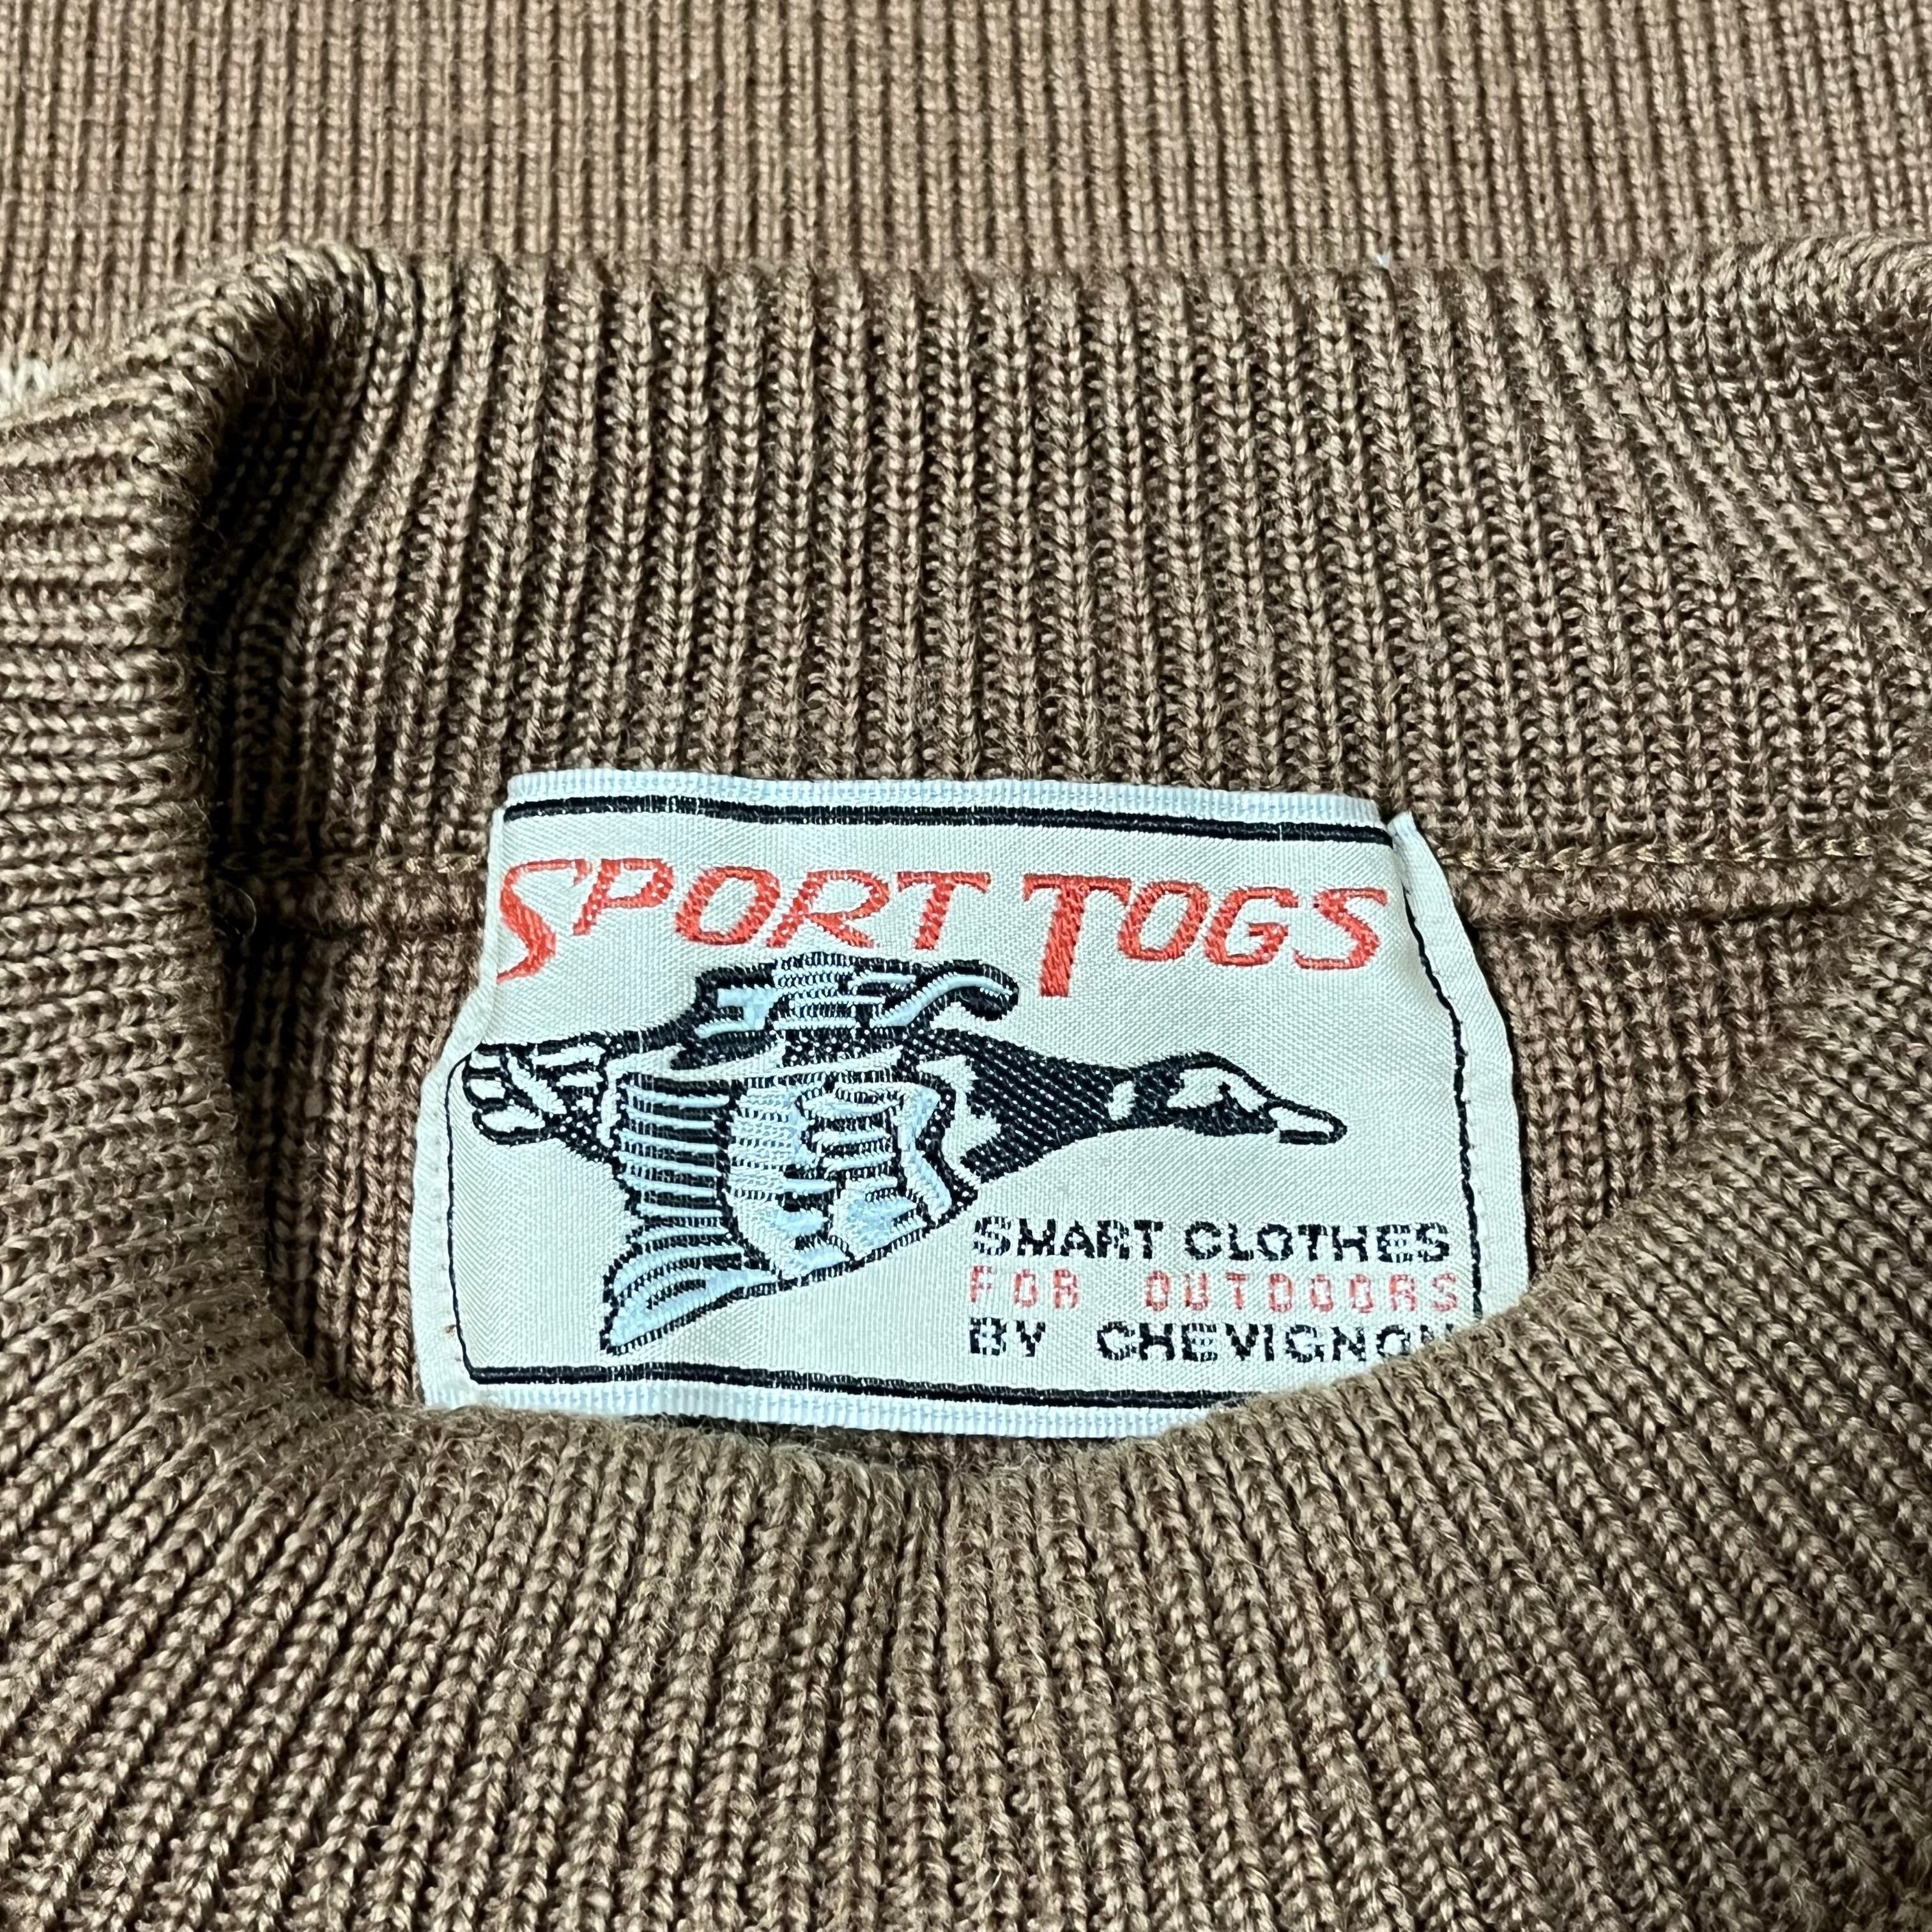 SPORT TOGS
SMART CLOTHES
FOR OUTDOORS
BY CHEVIGNON